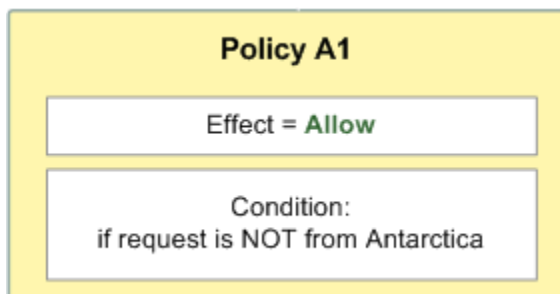 Policy A1
Effect = Allow
Condition:
if request is NOT from Antarctica